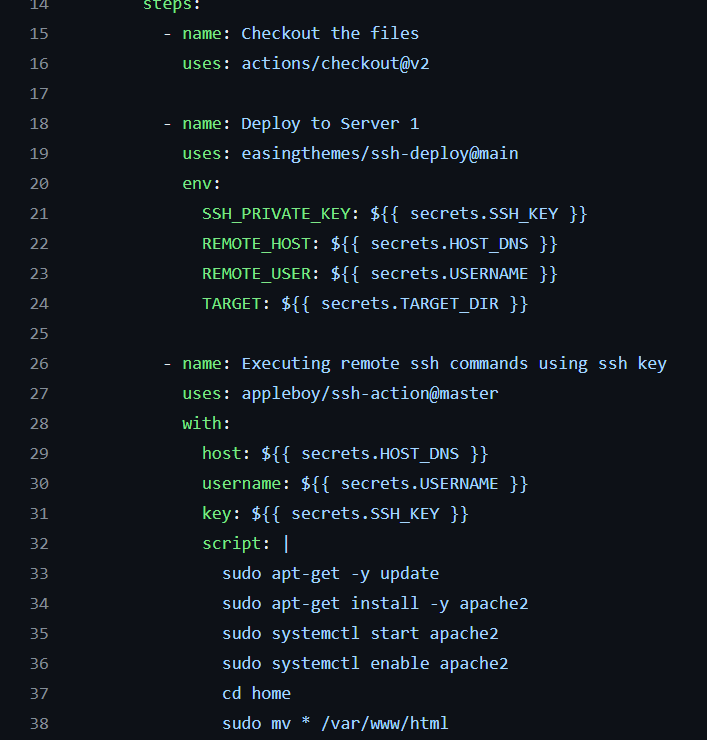 14 steps:
15 - name: Checkout the files
16 uses: actions/checkout@v2
17
18 - name: Deploy to Server 1
19 uses: easingthemes/ssh-deploy@main
20 env:
21 SSH_PRIVATE_KEY: ${{ secrets.SSH_KEY }}
22 REMOTE_HOST: ${{ secrets.HOST_DNS }}
23 REMOTE_USER: ${{ secrets.USERNAME }}
24 TARGET: ${{ secrets.TARGET_DIR }}
25
26 - name: Executing remote ssh commands using ssh key
27 uses: appleboy/ssh-action@master
28 with:
29 host: ${{ secrets.HOST_DNS }}
30 username: ${{ secrets.USERNAME }}
31 key: ${{ secrets.SSH_KEY }}
32 script: |
33 sudo apt-get -y update
34 sudo apt-get install -y apache2
35 sudo systemctl start apache2
36 sudo systemctl enable apache2
37 cd home
38 sudo mv * /var/www/html